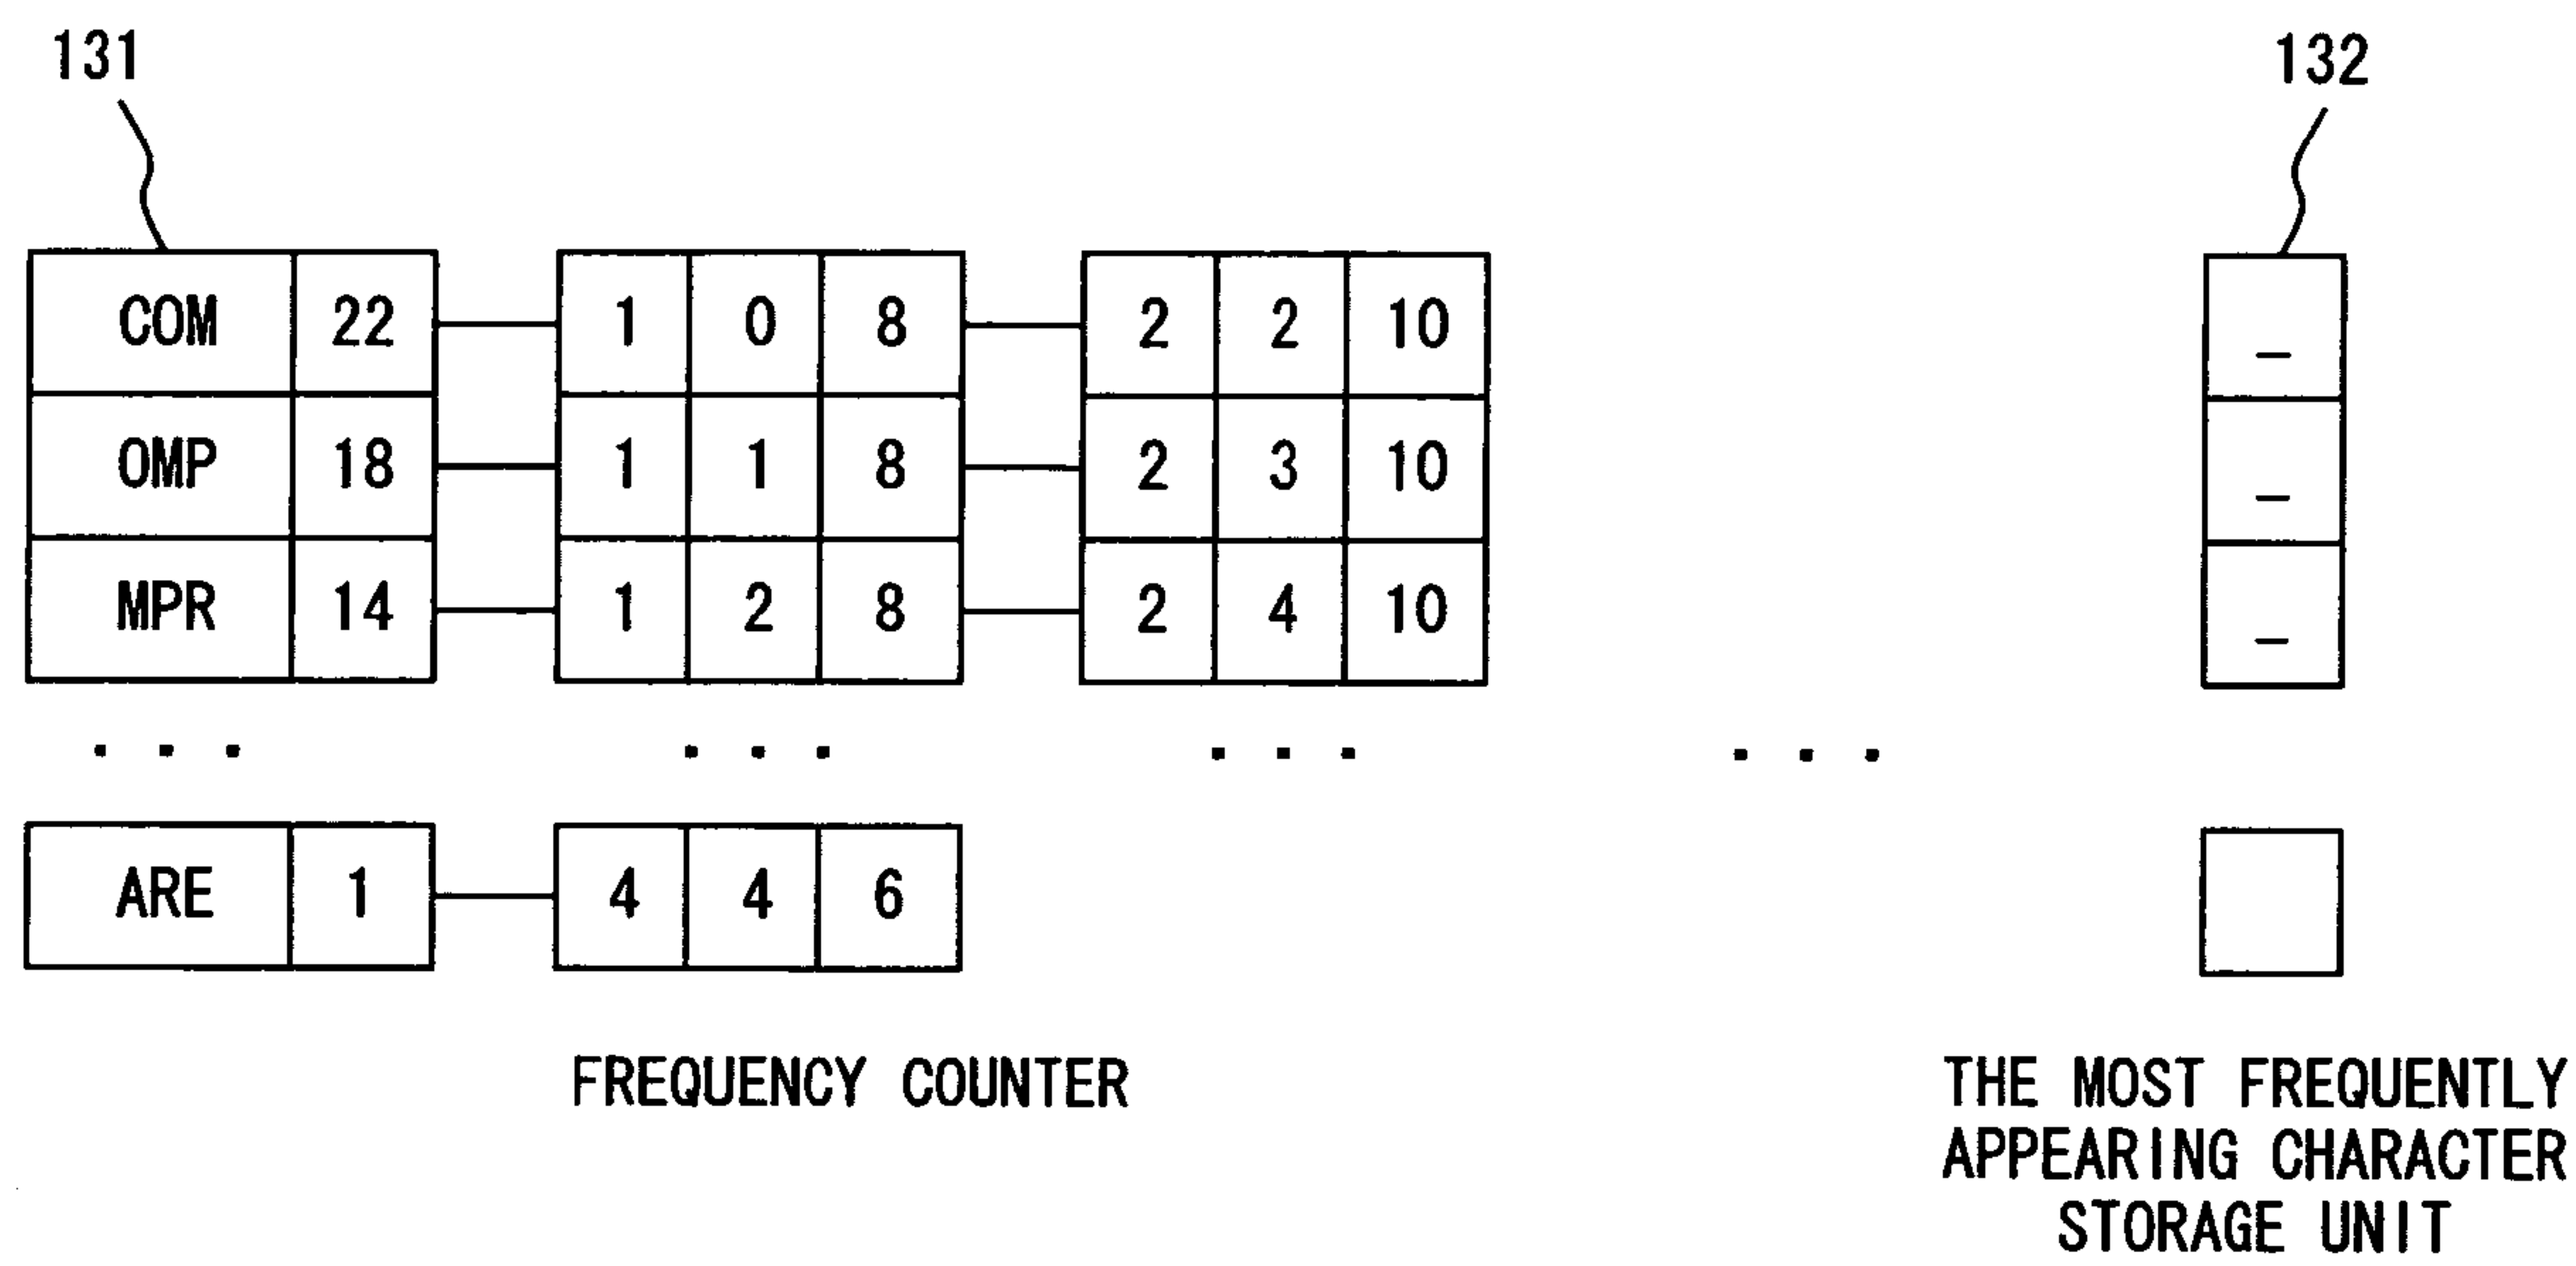 131 132
COM 22 1 0 8 2 2 10 _
OMP 18 1 1 8 2 3 10 _
MPR 14 1 2 8 2 4 10 _
. . . . . . . . . . . .
ARE 1 4 4 6
FREQUENCY COUNTER
THE MOST FREQUENTLY
APPEARING CHARACTER
STORAGE UNIT